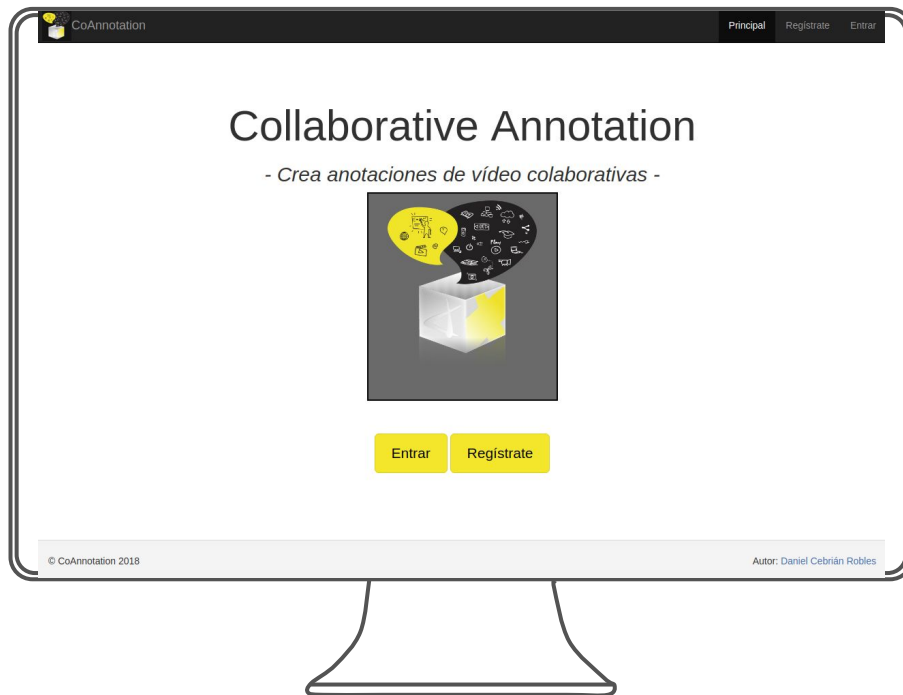 CoAnnotation
Principal Regístrate Entrar
Collaborative Annotation
- Crea anotaciones de vídeo colaborativas -
Entrar Regístrate
© CoAnnotation 2018
Autor: Daniel Cebrián Robles